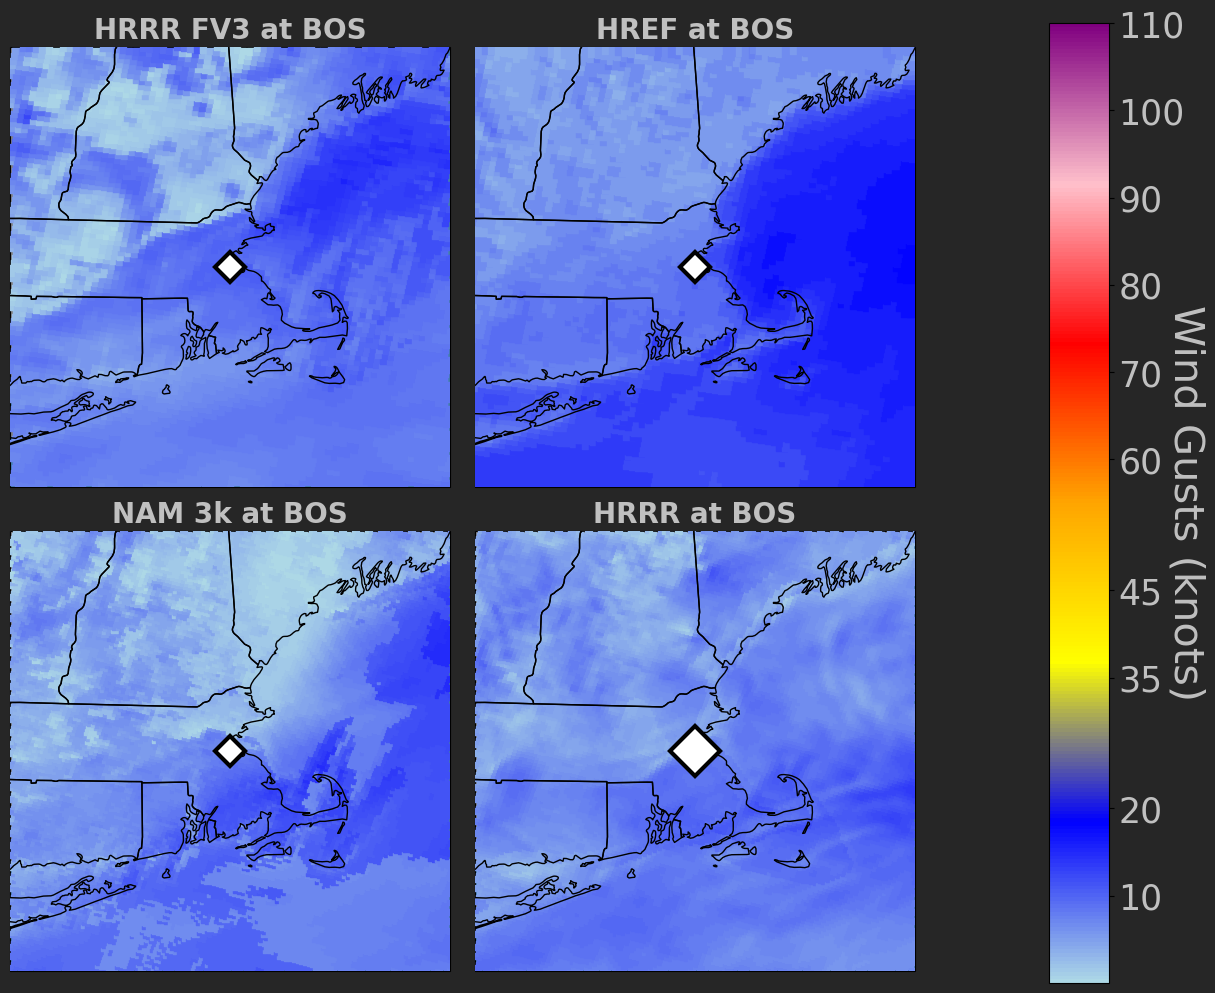 HRRR FV3 at BOS
HREF at BOS
NAM 3k at BOS
HRRR at BOS
110
100
90
80
70
60
45
35
20
10
Wind Gusts (knots)